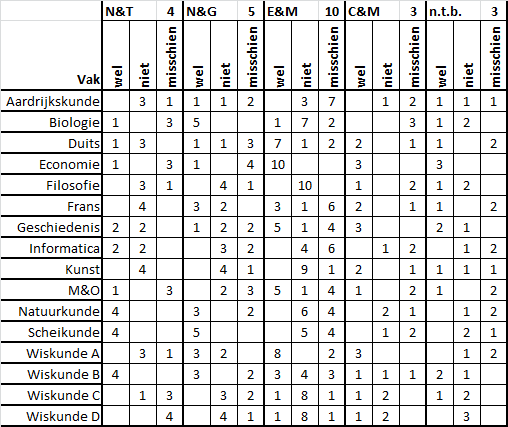 N&T 4 N&G 5 E&M 10 C&M 3 n.t.b. 3
Vak wel niet misschien wel niet misschien wel niet misschien wel niet misschien wel niet misschien
Aardrijkskunde 3 1 1 1 2 3 7 1 2 1 1 1
Biologie 1 3 5 1 7 2 3 1 2
Duits 1 3 1 1 3 7 1 2 2 1 1 2
Economie 1 3 1 4 10 3 3
Filosofie 3 1 4 1 10 1 2 1 2
Frans 4 3 2 3 1 6 2 1 1 2
Geschiedenis 2 2 1 2 2 5 1 4 3 2 1
Informatica 2 2 3 2 4 6 1 2 1 2
Kunst 4 4 1 9 1 2 1 1 1 1
M&O 1 3 2 3 5 1 4 1 2 1 2
Natuurkunde 4 3 2 6 4 2 1 1 2
Scheikunde 4 5 5 4 1 2 2 1
Wiskunde A 3 1 3 2 8 2 3 1 2
Wiskunde B 4 3 2 3 4 3 1 1 1 2 1
Wiskunde C 1 3 3 2 1 8 1 1 2 1 2
Wiskunde D 4 4 1 1 8 1 1 2 3